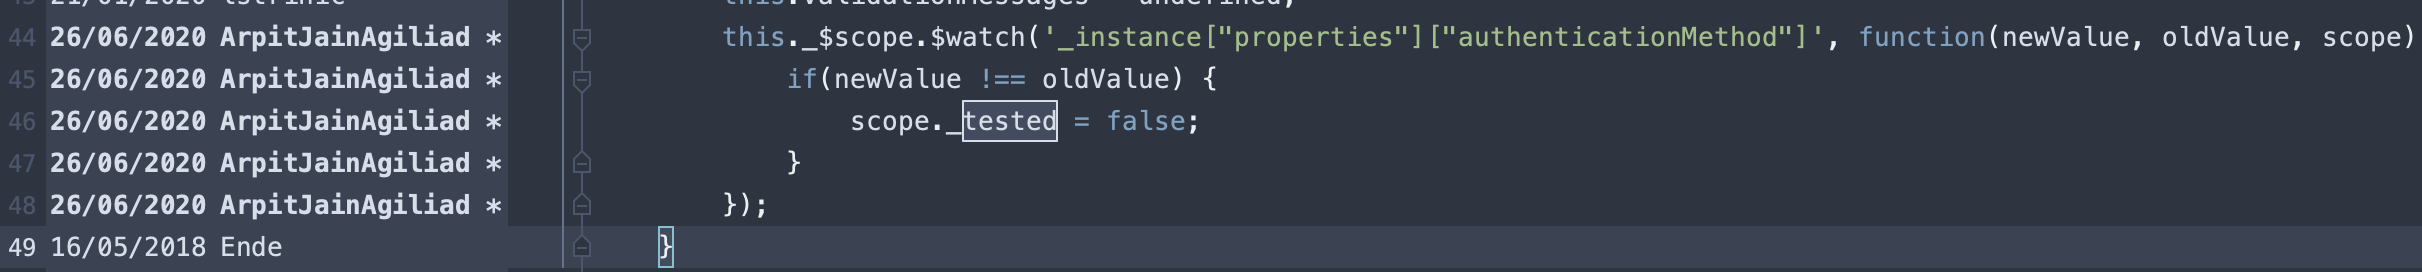 43 21/01/2020 tstrinic this.validationMessages = undefined;
44 26/06/2020 ArpitJainAgiliad * this._$scope.$watch('_instance["properties"]["authenticationMethod"]', function(newValue, oldValue, scope)
45 26/06/2020 ArpitJainAgiliad * if(newValue !== oldValue) {
46 26/06/2020 ArpitJainAgiliad * scope._tested = false;
47 26/06/2020 ArpitJainAgiliad * }
48 26/06/2020 ArpitJainAgiliad * });
49 16/05/2018 Ende }